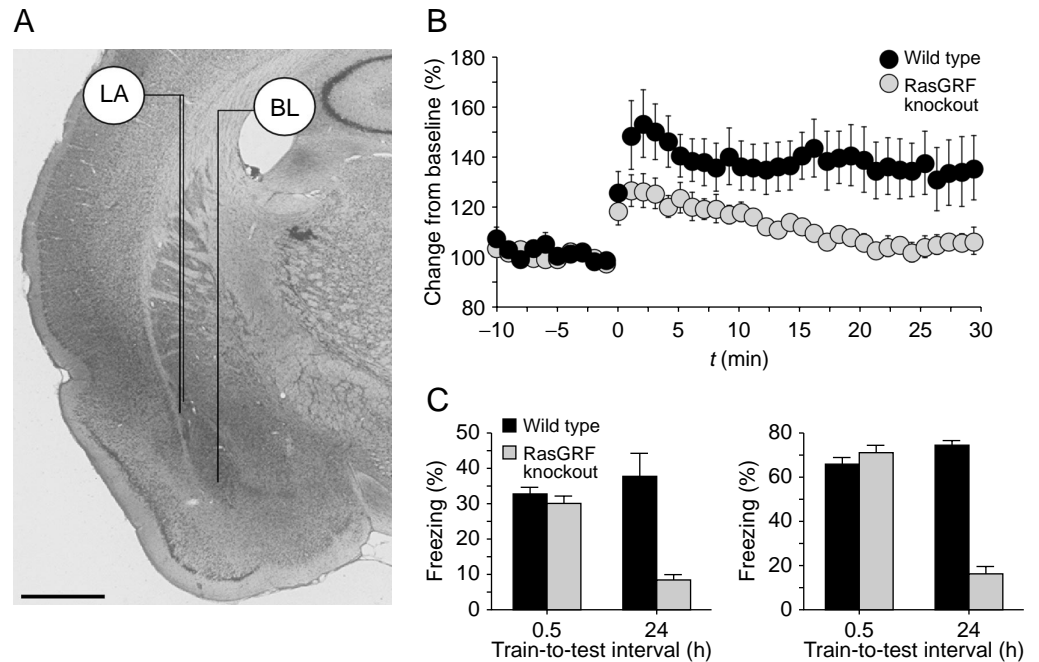 A
LA
BL
B
Change from baseline (%)
180
160
140
120
100
80
Wild type
RasGRF
knockout
–10
–5
0
5
10
15
20
25
30
t (min)
C
Freezing (%)
50
40
30
20
10
0
Wild type
RasGRF
knockout
0.5
24
Train-to-test interval (h)
Freezing (%)
80
60
40
20
0
0.5
24
Train-to-test interval (h)